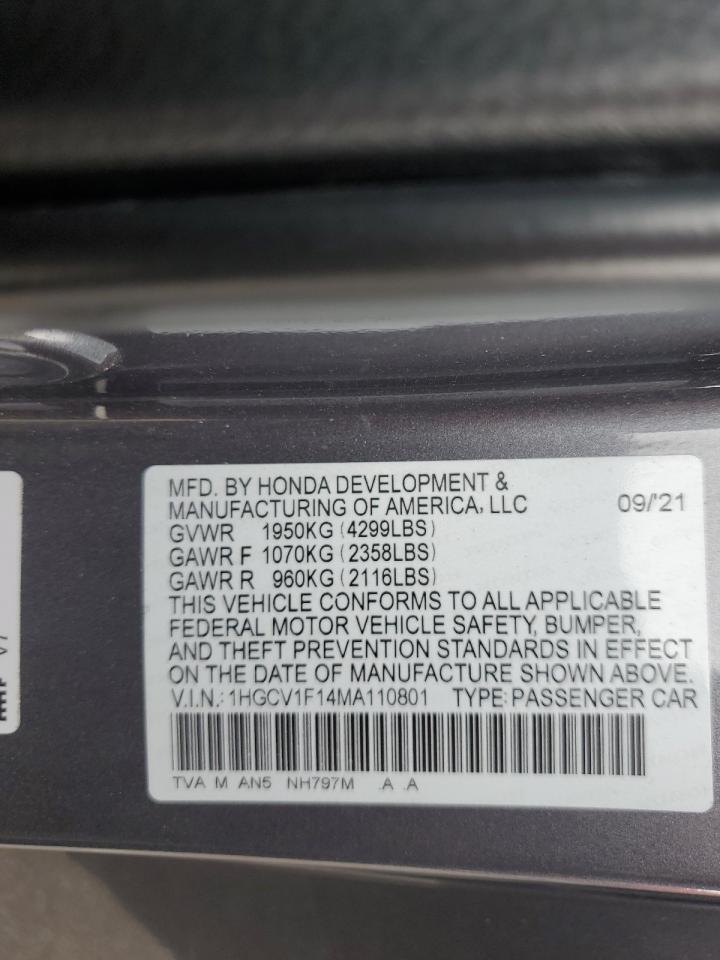 MFD. BY HONDA DEVELOPMENT &
MANUFACTURING OF AMERICA, LLC 09/'21
GVWR 1950KG (4299LBS)
GAWR F 1070KG (2358LBS)
GAWR R 960KG (2116LBS)
THIS VEHICLE CONFORMS TO ALL APPLICABLE
FEDERAL MOTOR VEHICLE SAFETY, BUMPER,
AND THEFT PREVENTION STANDARDS IN EFFECT
ON THE DATE OF MANUFACTURE SHOWN ABOVE.
V.I.N.: 1HGCV1F14MA110801 TYPE: PASSENGER CAR
TVA M AN5 NH797M .A .A